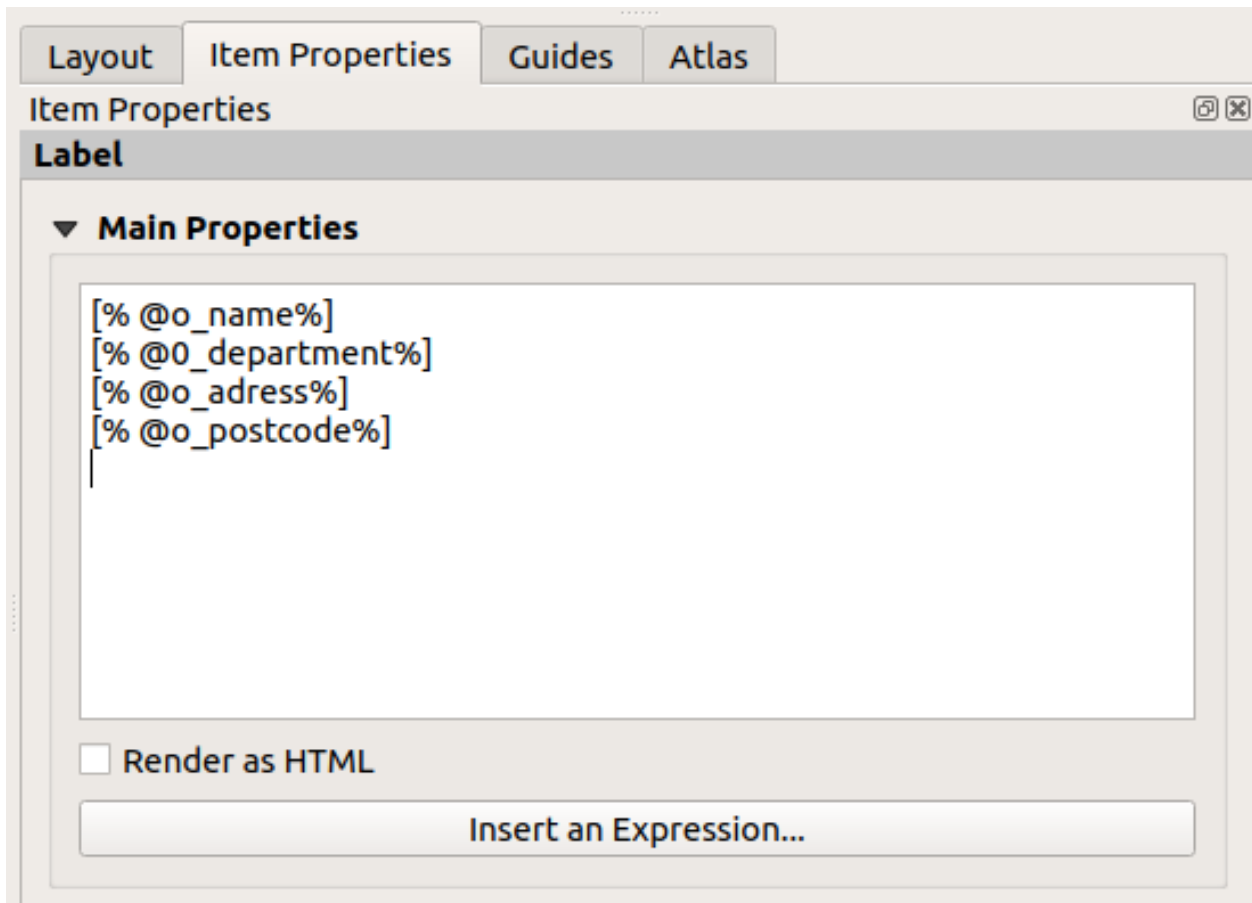 Layout Item Properties Guides Atlas
Item Properties
Label
Main Properties
[% @o_name%]
[% @0_department%]
[% @o_adress%]
[% @o_postcode%]
Render as HTML
Insert an Expression...